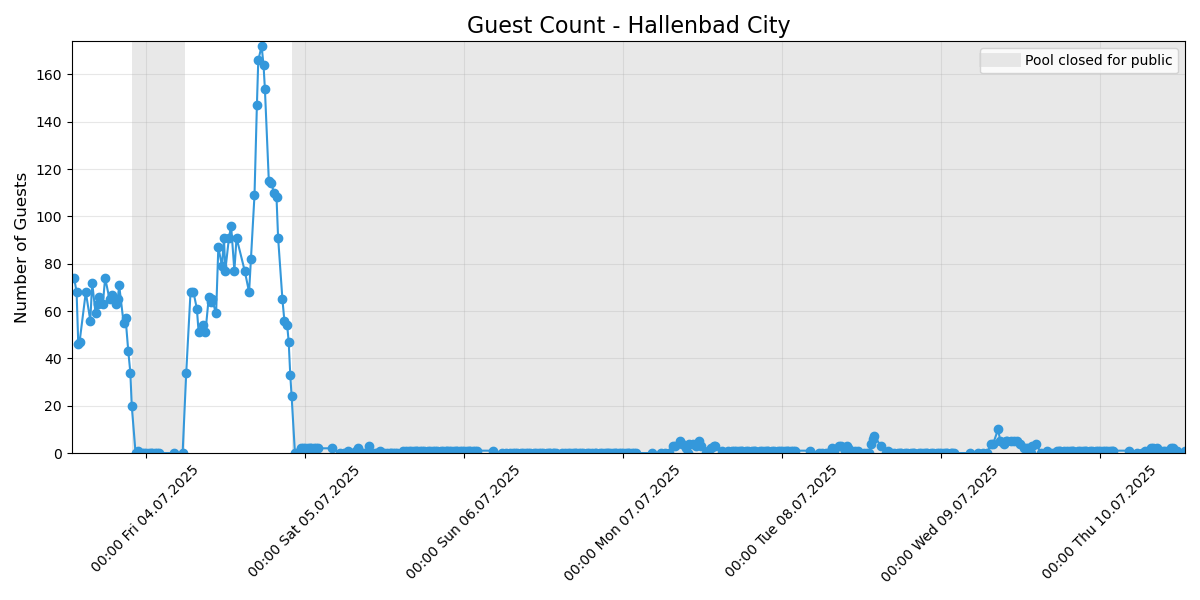 Guest Count - Hallenbad City
Pool closed for public
Number of Guests
160
140
120
100
80
60
40
20
0
00:00 Fri 04.07.2025
00:00 Sat 05.07.2025
00:00 Sun 06.07.2025
00:00 Mon 07.07.2025
00:00 Tue 08.07.2025
00:00 Wed 09.07.2025
00:00 Thu 10.07.2025